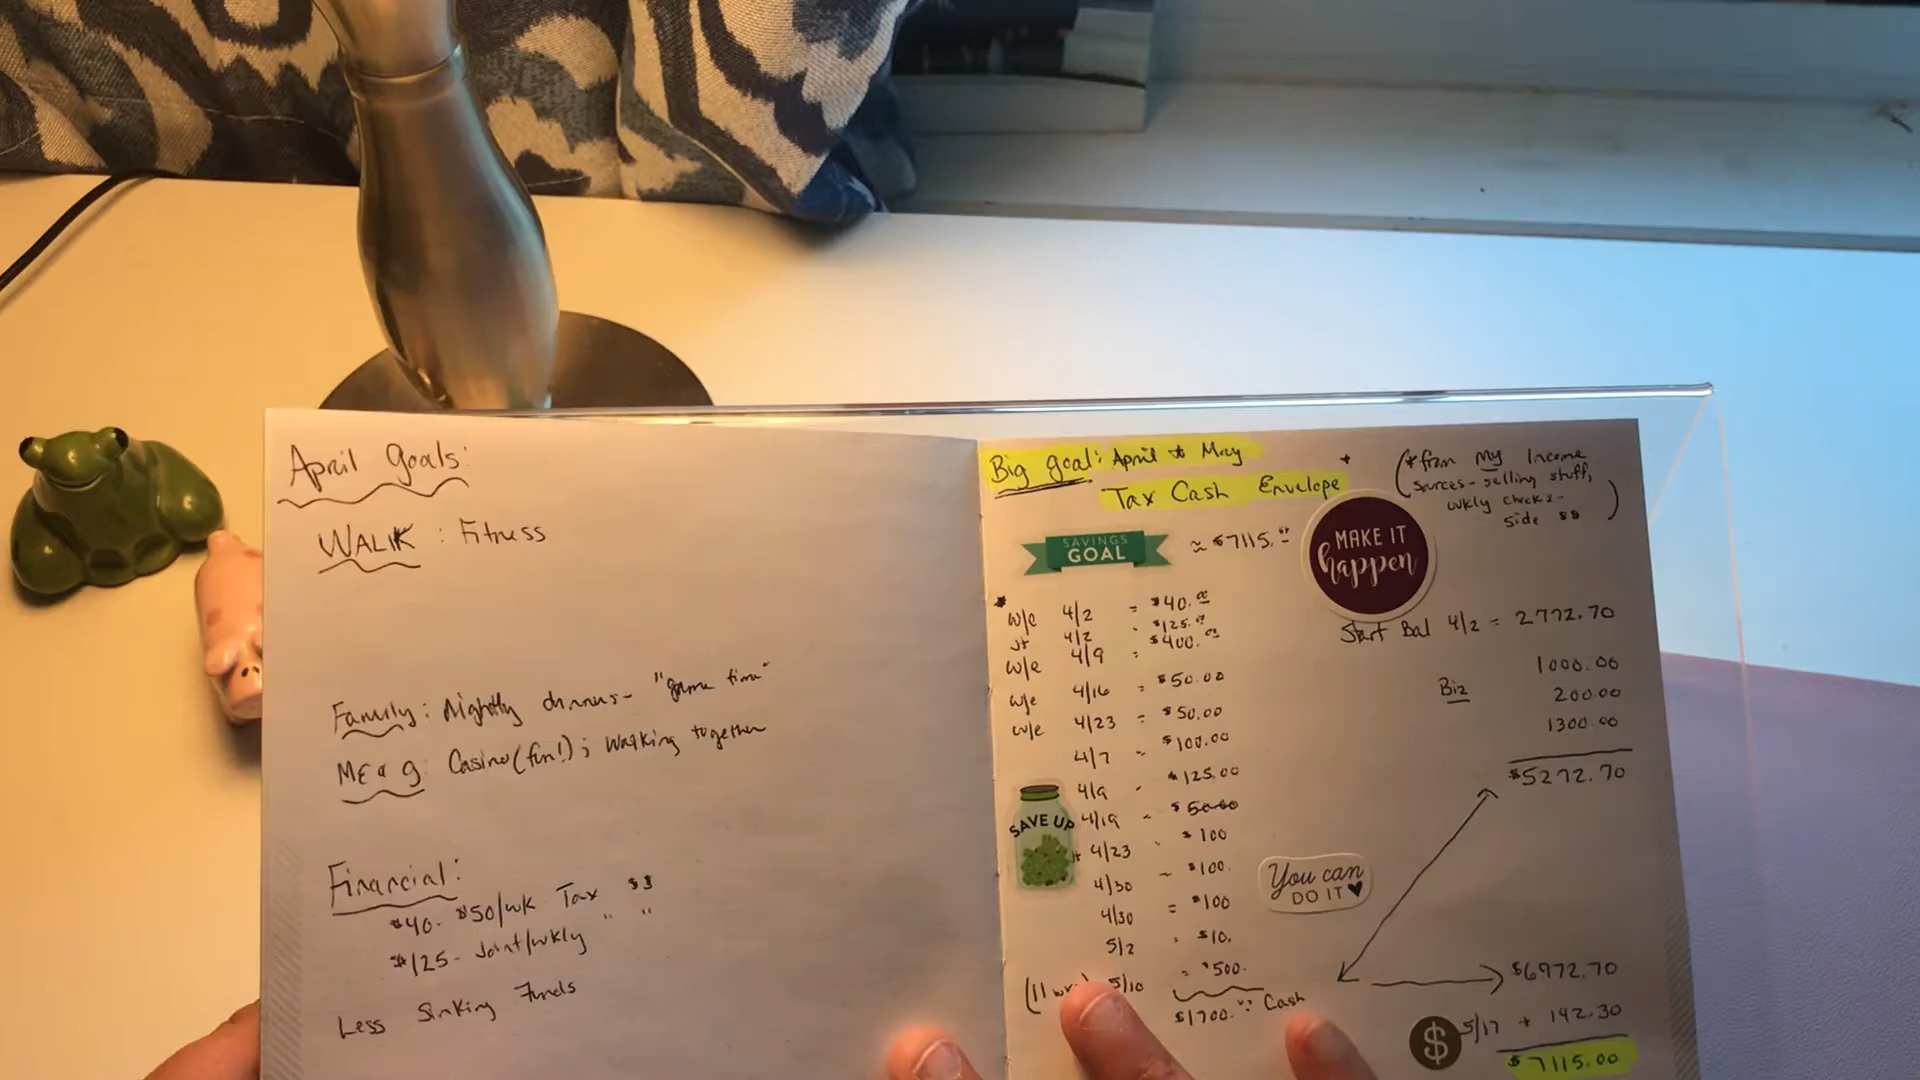 April Goals:
WALK : Fitness
Family: Nightly dinners- "game time"
ME & g: Casino (fun!); Walking together
Financial:
$40- $50/wk Tax $$
$125- Joint/wkly " "
Less Sinking Funds
Big goal: April to May
Tax Cash Envelope
(*from my Income
sources- selling stuff,
wkly checks-
side $$)
SAVINGS
GOAL
≈ $7115.
MAKE IT
happen
w/e 4/2 = $40.00
Jt 4/2 = $125.00
w/e 4/9 = $400.00
w/e 4/16 = $50.00
w/e 4/23 = $50.00
4/7 = $100.00
4/9 - $125.00
4/19 - $50.00
4/23 - $100
4/30 - $100.
4/30 = $100
5/2 = $10.
5/10 = $500.
$1700. Cash
SAVE UP
Start Bal 4/2 = 2772.70
1000.00
Biz 200.00
1300.00
$5272.70
You can
DO IT
$6972.70
$ 5/17 + 142.30
$7115.00